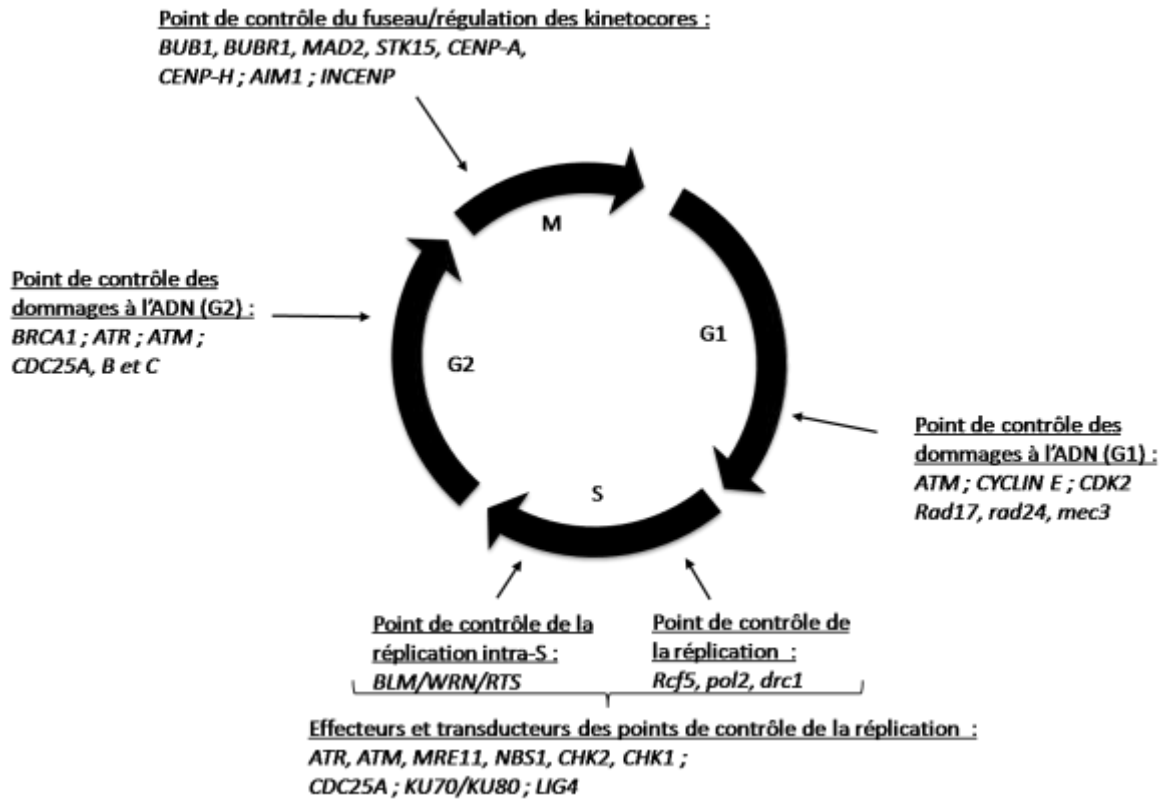 Point de contrôle du fuseau/régulation des kinetocores :
BUB1, BUBR1, MAD2, STK15, CENP-A,
CENP-H ; AIM1 ; INCENP
M
Point de contrôle des
dommages à l'ADN (G2) :
BRCA1 ; ATR ; ATM ;
CDC25A, B et C
G2
G1
Point de contrôle des
dommages à l'ADN (G1) :
ATM ; CYCLIN E ; CDK2
Rad17, rad24, mec3
S
Point de contrôle de la
réplication intra-S :
BLM/WRN/RTS
Point de contrôle de
la réplication :
Rcf5, pol2, drc1
Effecteurs et transducteurs des points de contrôle de la réplication :
ATR, ATM, MRE11, NBS1, CHK2, CHK1 ;
CDC25A ; KU70/KU80 ; LIG4